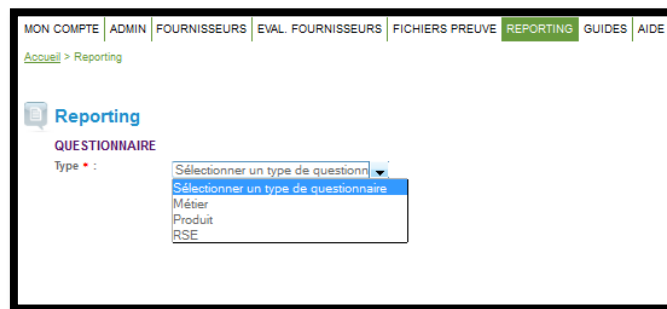 MON COMPTE ADMIN FOURNISSEURS EVAL. FOURNISSEURS FICHIERS PREUVE REPORTING GUIDES AIDE
Accueil > Reporting
Reporting
QUESTIONNAIRE
Type * : Sélectionner un type de questionn
Sélectionner un type de questionnaire
Métier
Produit
RSE